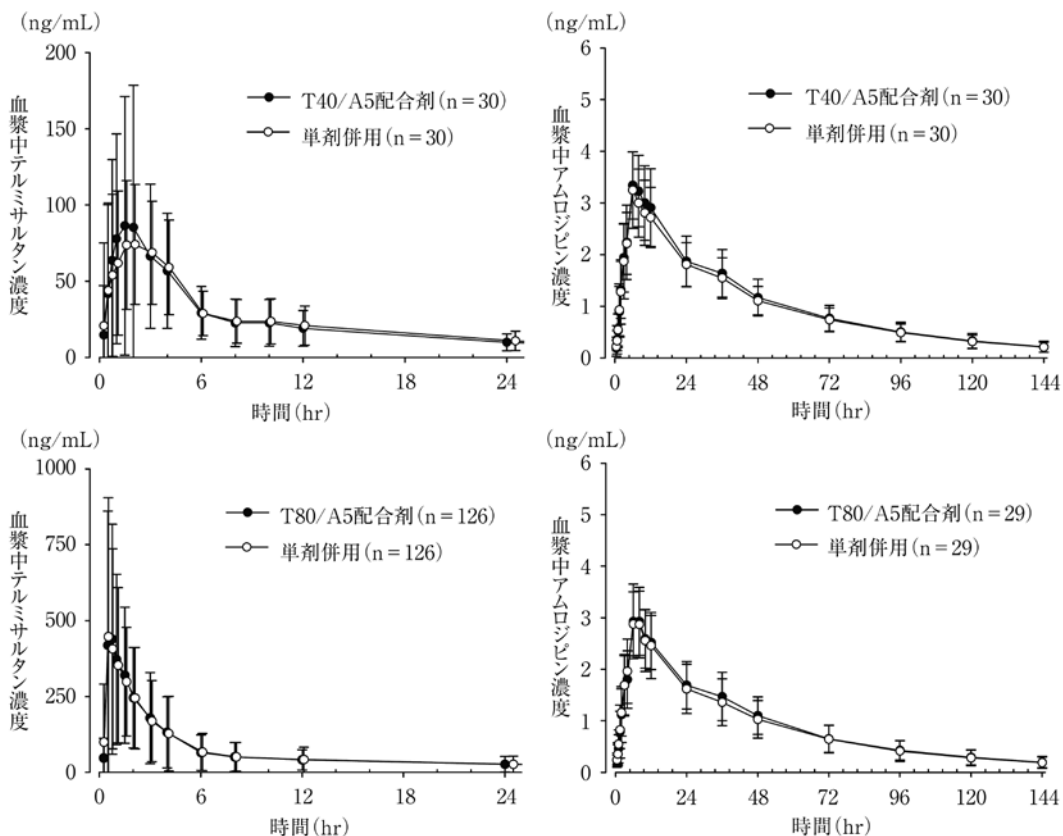 (ng/mL)
200
150
100
50
0
血漿中テルミサルタン濃度
T40/A5配合剤(n=30)
単剤併用(n=30)
0 6 12 18 24
時間(hr)
(ng/mL)
6
5
4
3
2
1
0
血漿中アムロジピン濃度
T40/A5配合剤(n=30)
単剤併用(n=30)
0 24 48 72 96 120 144
時間(hr)
(ng/mL)
1000
750
500
250
0
血漿中テルミサルタン濃度
T80/A5配合剤(n=126)
単剤併用(n=126)
0 6 12 18 24
時間(hr)
(ng/mL)
6
5
4
3
2
1
0
血漿中アムロジピン濃度
T80/A5配合剤(n=29)
単剤併用(n=29)
0 24 48 72 96 120 144
時間(hr)